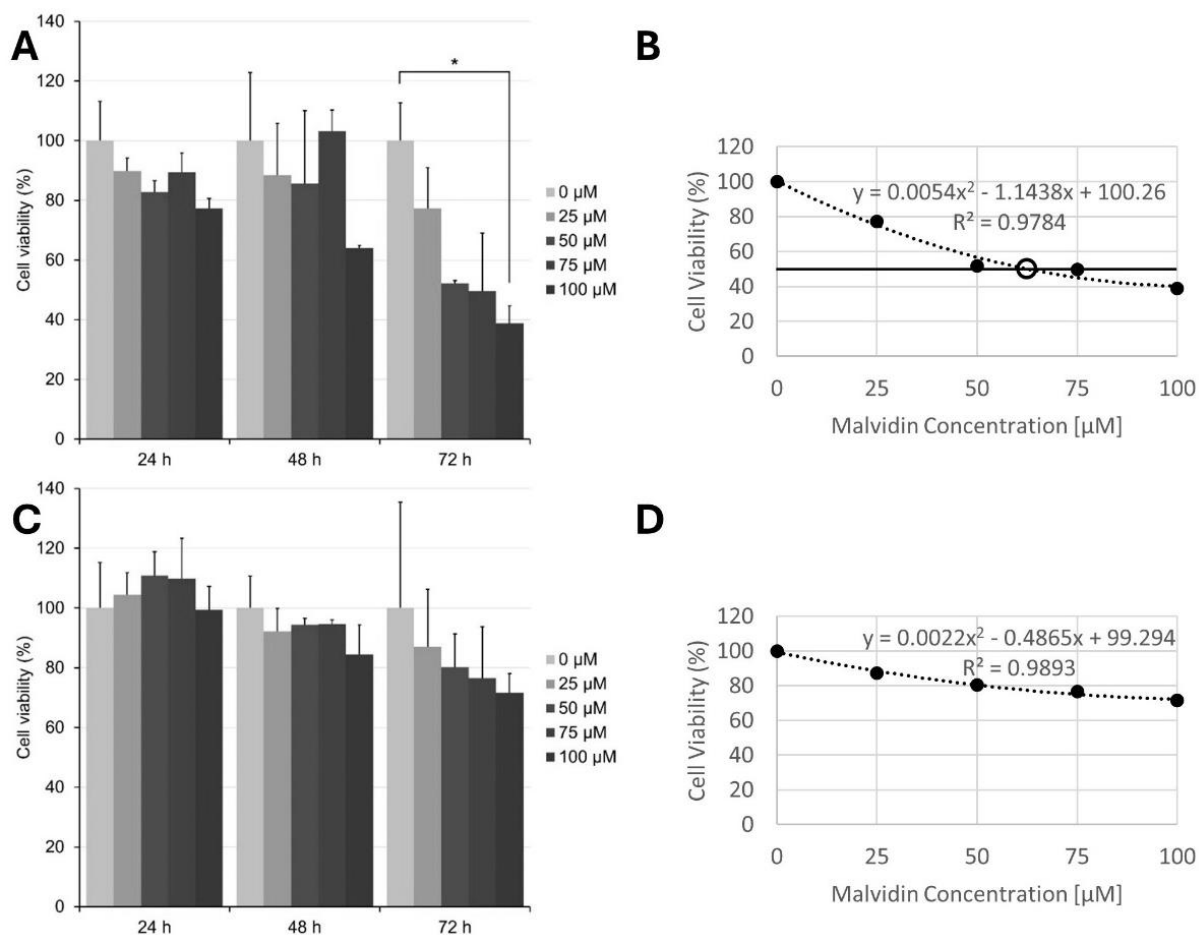 A
140
120
100
80
60
40
20
0
Cell viability (%)
*
24 h
48 h
72 h
0 µM
25 µM
50 µM
75 µM
100 µM
B
120
100
80
60
40
20
0
Cell Viability (%)
y = 0.0054x² - 1.1438x + 100.26
R² = 0.9784
0
25
50
75
100
Malvidin Concentration [µM]
C
140
120
100
80
60
40
20
0
Cell viability (%)
24 h
48 h
72 h
0 µM
25 µM
50 µM
75 µM
100 µM
D
120
100
80
60
40
20
0
Cell Viability (%)
y = 0.0022x² - 0.4865x + 99.294
R² = 0.9893
0
25
50
75
100
Malvidin Concentration [µM]